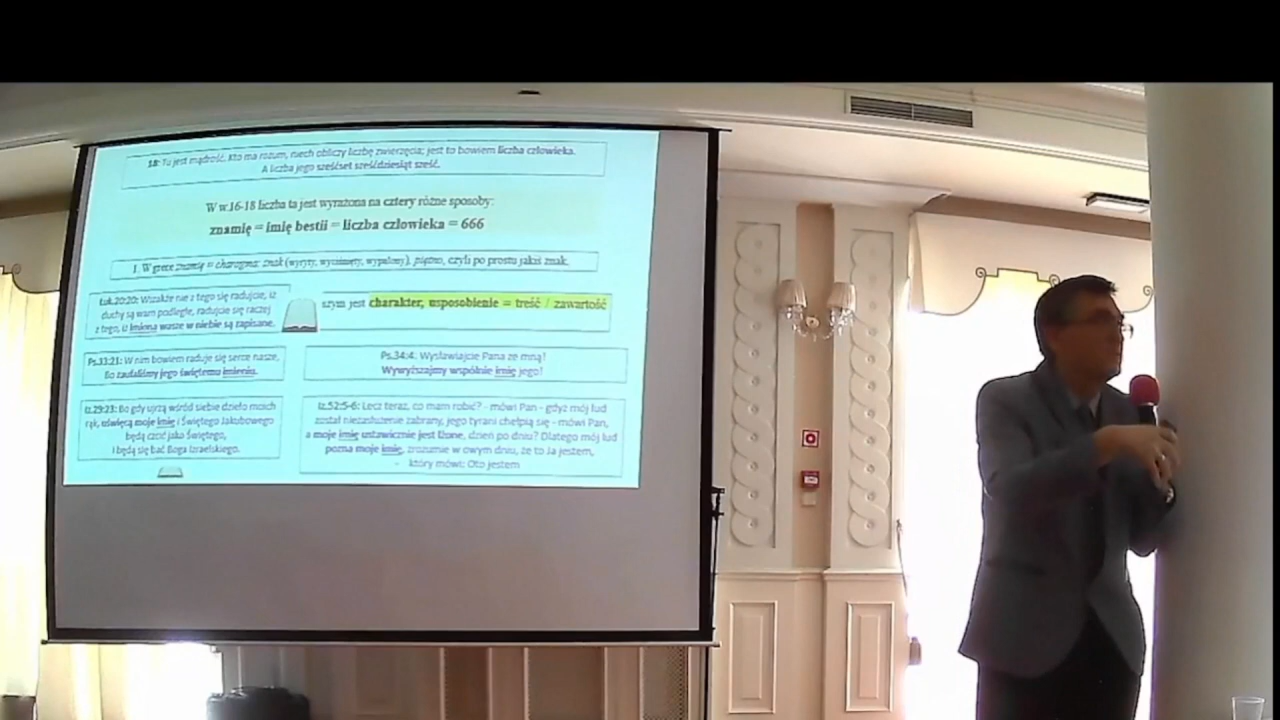 18: Tu jest mądrość. Kto ma rozum, niech obliczy liczbę zwierzęcia; jest to bowiem liczba człowieka.
A liczba jego sześćset sześćdziesiąt sześć.
W w.16-18 liczba ta jest wyrażona na cztery różne sposoby:
znamię = imię bestii = liczba człowieka = 666
1. W grece znamię = charagma: znak (wyryty, wycięty, wypalony), piętno, czyli po prostu jakiś znak.
Łuk.20:20: Wszakże nie z tego się radujcie, iż
duchy są wam podległe, radujcie się raczej
z tego, iż imiona wasze w niebie są zapisane.
szym jest charakter, usposobienie = treść / zawartość
Ps.33:21: W nim bowiem raduje się serce nasze,
Bo zaufaliśmy jego świętemu imieniu.
Ps.34:4: Wysławiajcie Pana ze mną!
Wywyższajmy wspólnie imię jego!
Iz.29:23: Bo gdy ujrzą wśród siebie dzieło moich
rąk, uświęcą moje imię i Świętego Jakubowego
będą czcić jako Świętego,
i będą się bać Boga Izraelskiego.
Iz.52:5-6: Lecz teraz, co mam robić? - mówi Pan - gdyż mój lud
został niezasłużenie zabrany, jego tyrani chełpią się - mówi Pan,
a moje imię ustawicznie jest lżone, dzień po dniu? Dlatego mój lud
pozna moje imię, zrozumie w owym dniu, że to Ja jestem,
- który mówi: Oto jestem